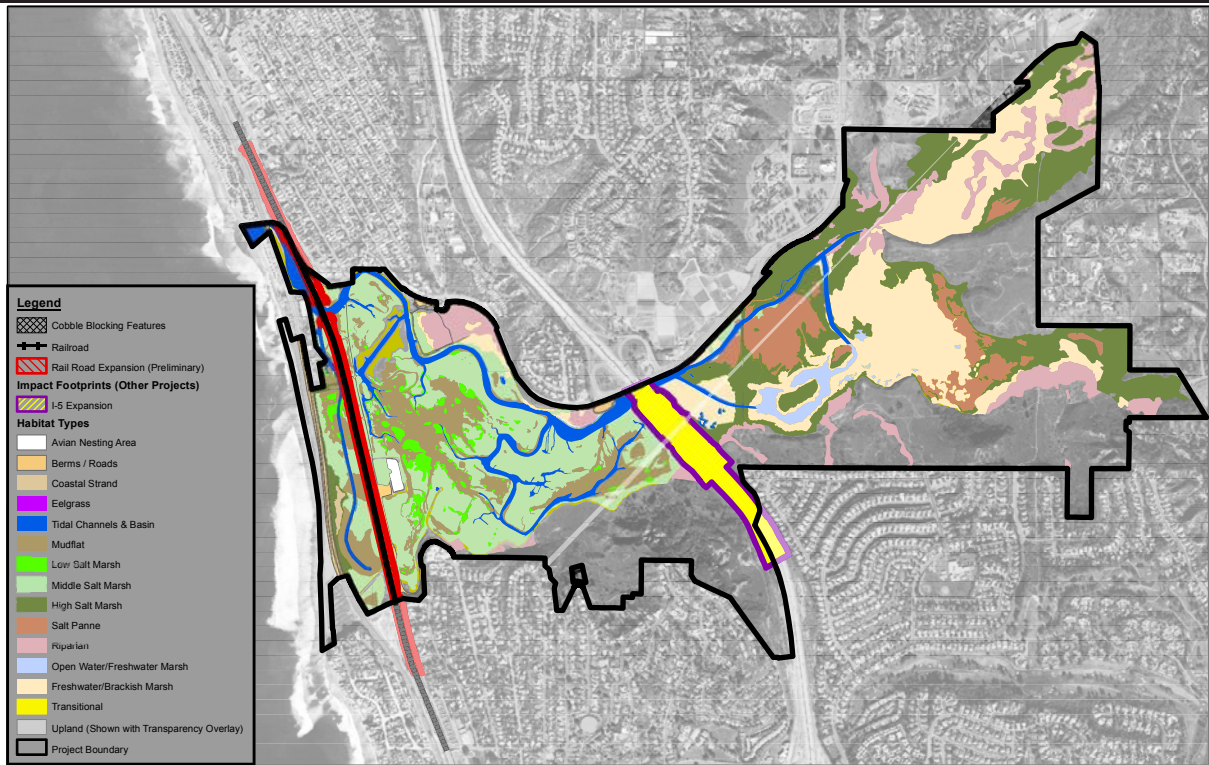 Legend
Cobble Blocking Features
Railroad
Rail Road Expansion (Preliminary)
Impact Footprints (Other Projects)
I-5 Expansion
Habitat Types
Avian Nesting Area
Berms / Roads
Coastal Strand
Eelgrass
Tidal Channels & Basin
Mudflat
Low Salt Marsh
Middle Salt Marsh
High Salt Marsh
Salt Panne
Riparian
Open Water/Freshwater Marsh
Freshwater/Brackish Marsh
Transitional
Upland (Shown with Transparency Overlay)
Project Boundary